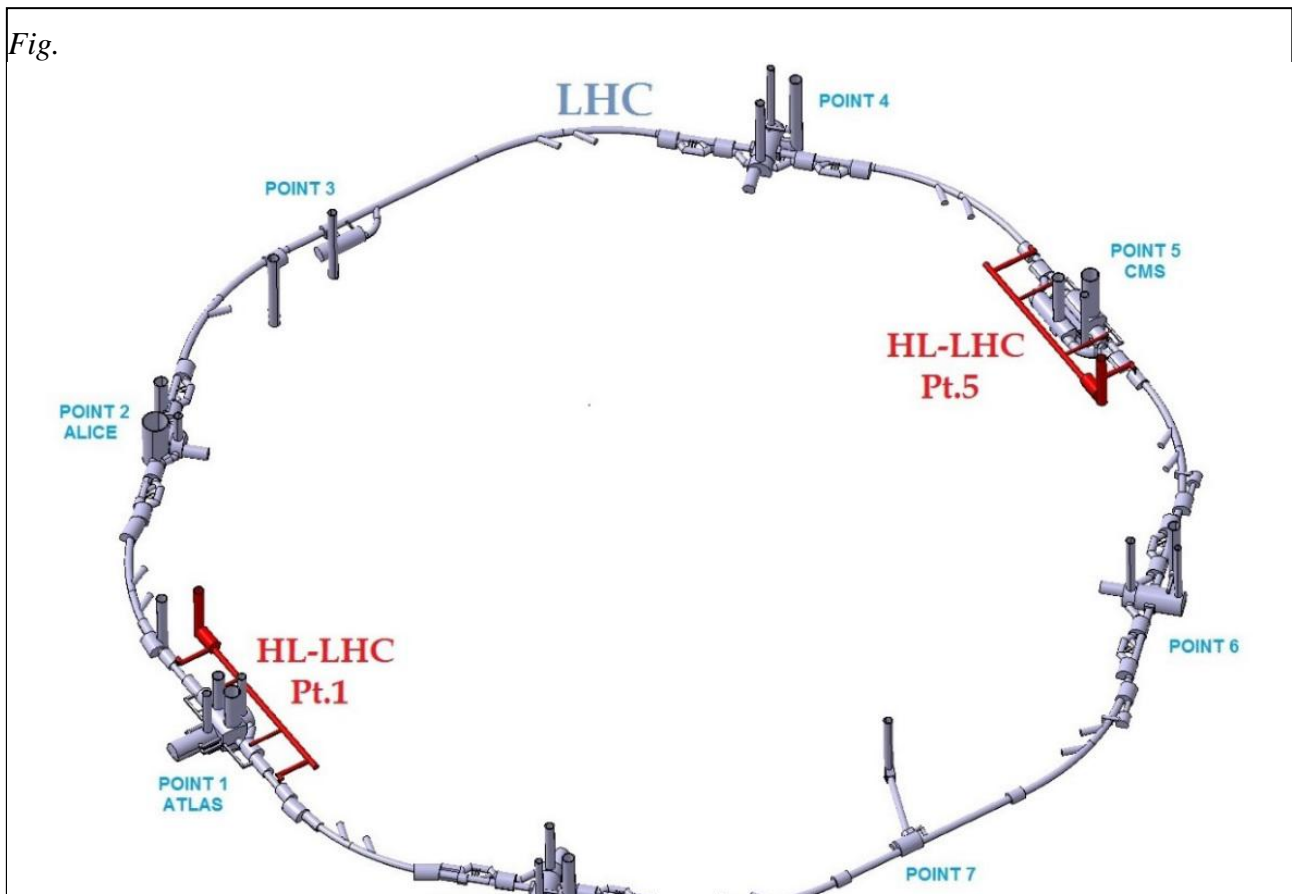 Fig.
LHC
POINT 4
POINT 3
POINT 5
CMS
HL-LHC
Pt.5
POINT 2
ALICE
HL-LHC
Pt.1
POINT 6
POINT 1
ATLAS
POINT 7